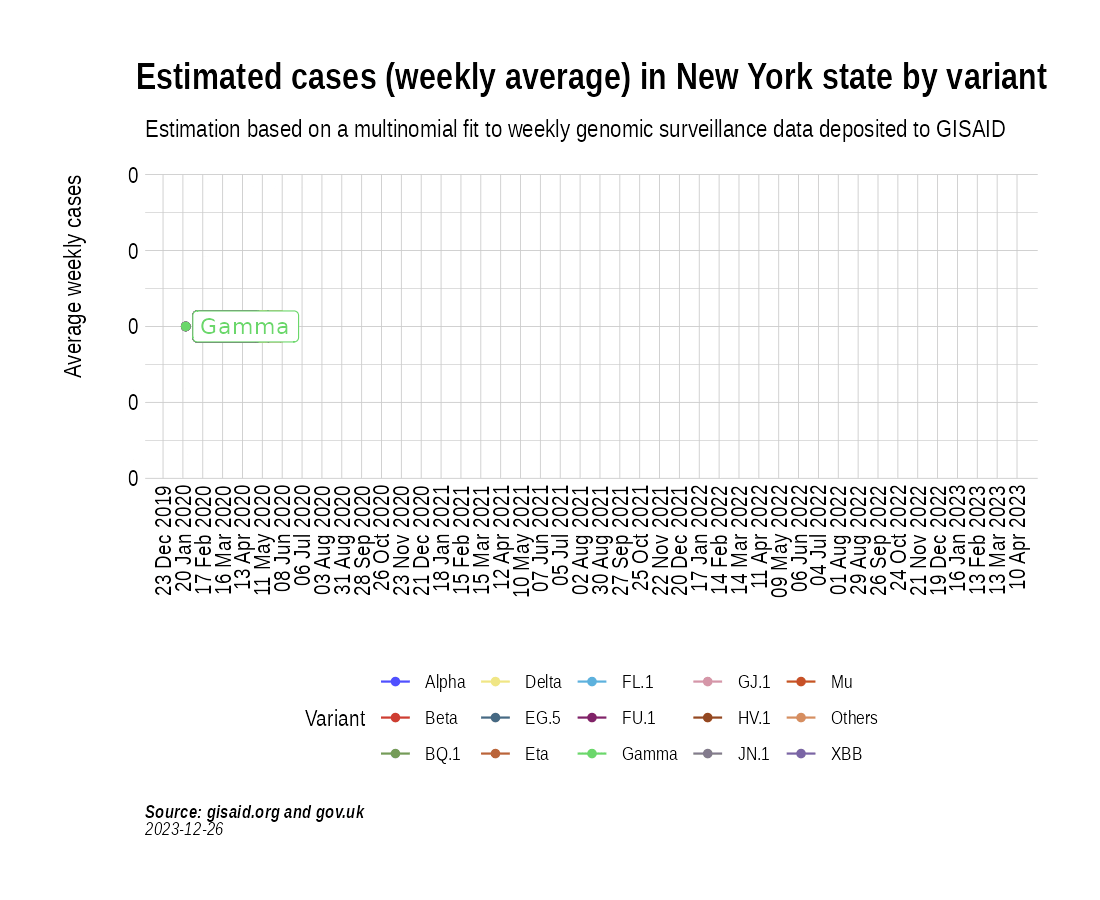 Estimated cases (weekly average) in New York state by variant
Estimation based on a multinomial fit to weekly genomic surveillance data deposited to GISAID
Average weekly cases
0
0
0
0
0
Gamma
23 Dec 2019
20 Jan 2020
17 Feb 2020
16 Mar 2020
13 Apr 2020
11 May 2020
08 Jun 2020
06 Jul 2020
03 Aug 2020
31 Aug 2020
28 Sep 2020
26 Oct 2020
23 Nov 2020
21 Dec 2020
18 Jan 2021
15 Feb 2021
15 Mar 2021
12 Apr 2021
10 May 2021
07 Jun 2021
05 Jul 2021
02 Aug 2021
30 Aug 2021
27 Sep 2021
25 Oct 2021
22 Nov 2021
20 Dec 2021
17 Jan 2022
14 Feb 2022
14 Mar 2022
11 Apr 2022
09 May 2022
06 Jun 2022
04 Jul 2022
01 Aug 2022
29 Aug 2022
26 Sep 2022
24 Oct 2022
21 Nov 2022
19 Dec 2022
16 Jan 2023
13 Feb 2023
13 Mar 2023
10 Apr 2023
Variant
Alpha
Beta
BQ.1
Delta
EG.5
Eta
FL.1
FU.1
Gamma
GJ.1
HV.1
JN.1
Mu
Others
XBB
Source: gisaid.org and gov.uk
2023-12-26